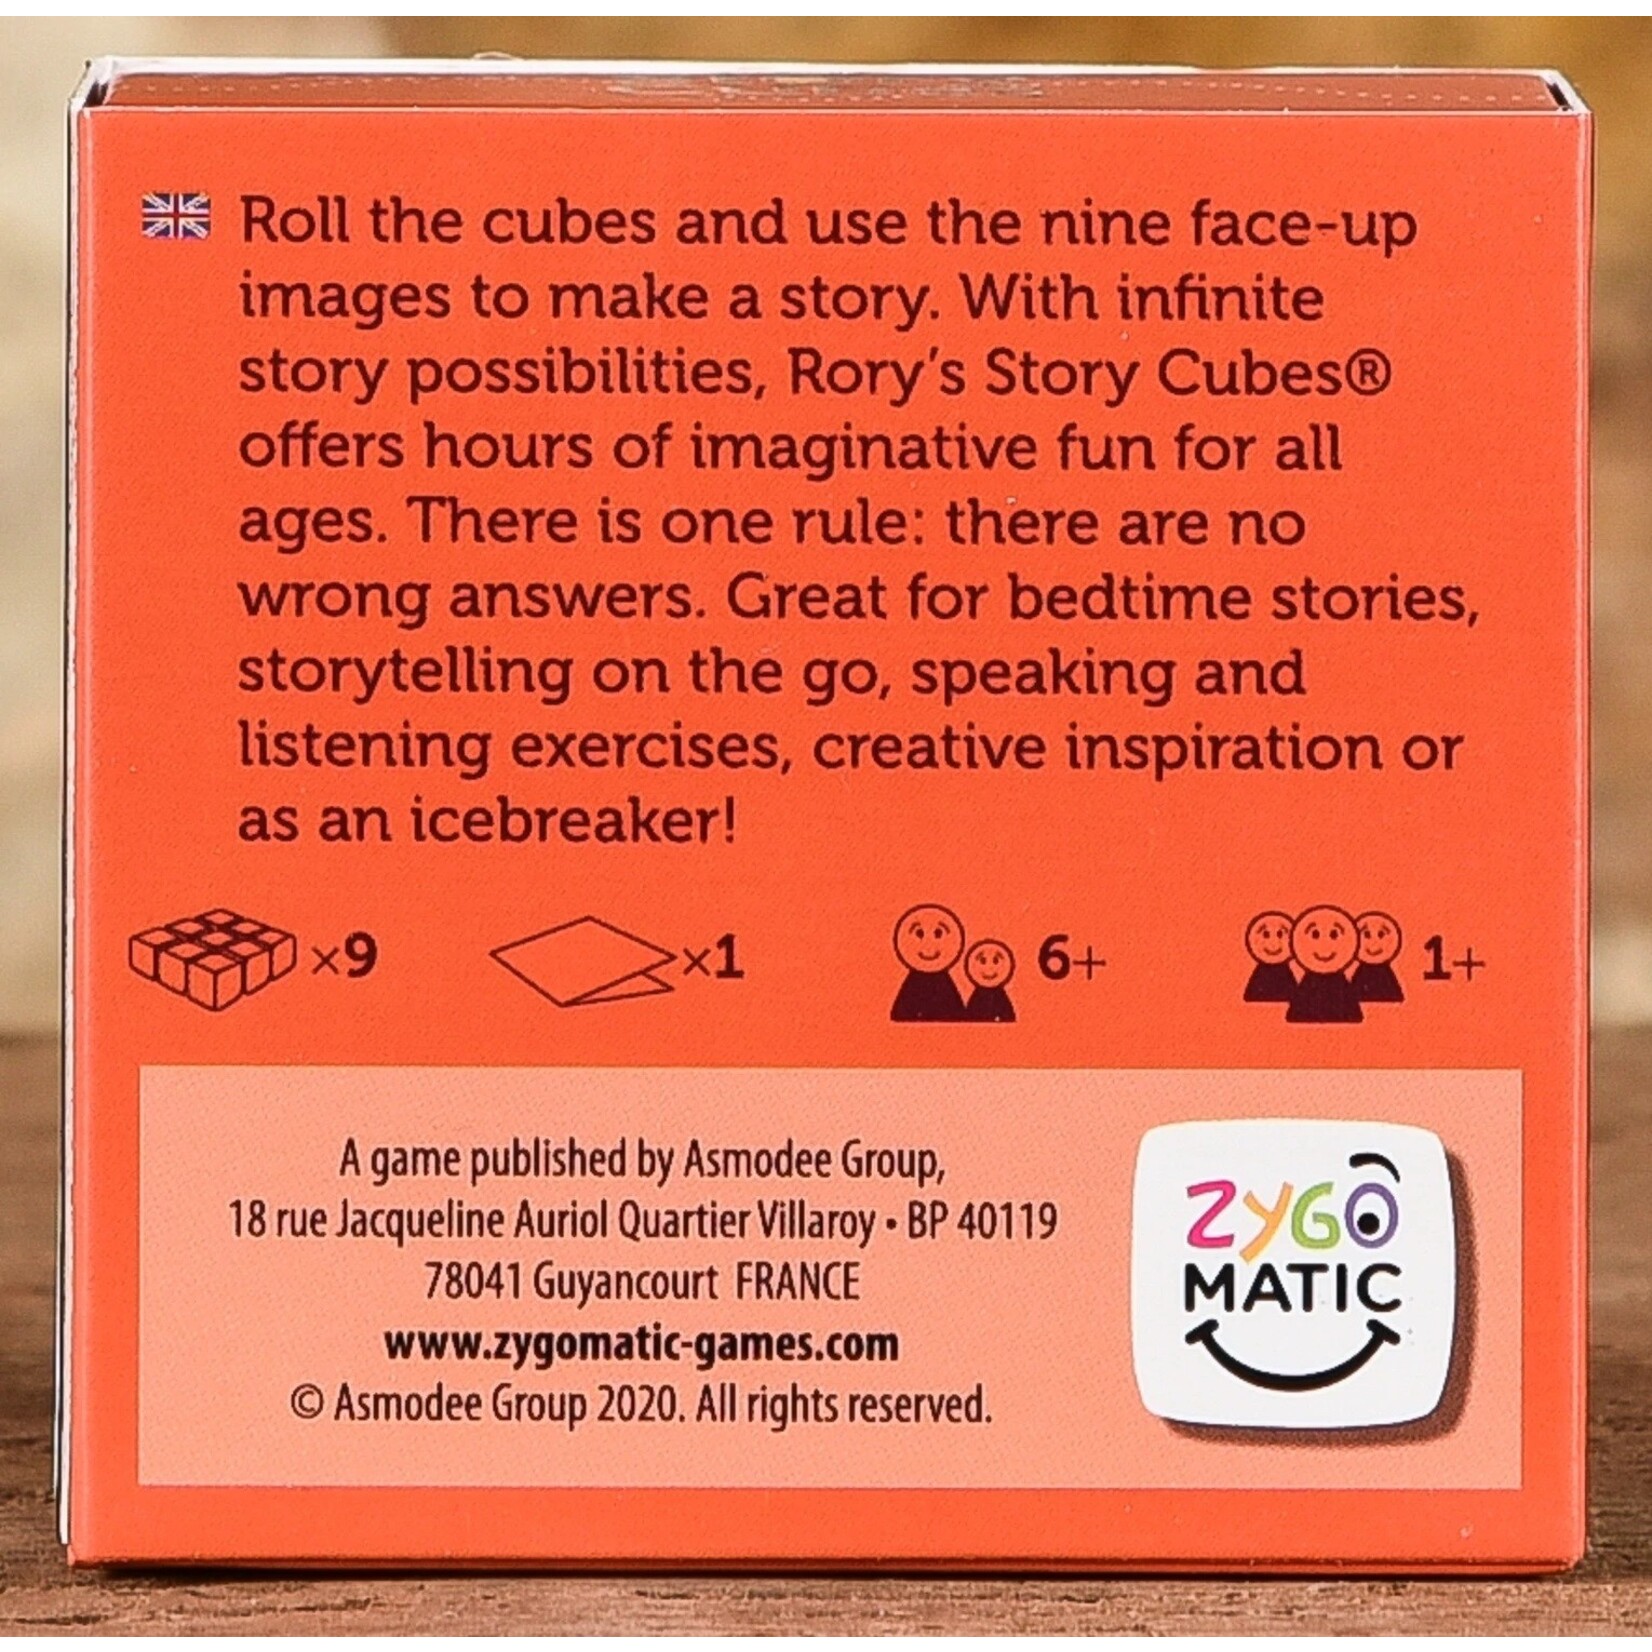 Roll the cubes and use the nine face-up
images to make a story. With infinite
story possibilities, Rory's Story Cubes®
offers hours of imaginative fun for all
ages. There is one rule: there are no
wrong answers. Great for bedtime stories,
storytelling on the go, speaking and
listening exercises, creative inspiration or
as an icebreaker!
×9 ×1 6+ 1+
A game published by Asmodee Group,
18 rue Jacqueline Auriol Quartier Villaroy • BP 40119
78041 Guyancourt FRANCE
www.zygomatic-games.com
© Asmodee Group 2020. All rights reserved.
ZYGO
MATIC